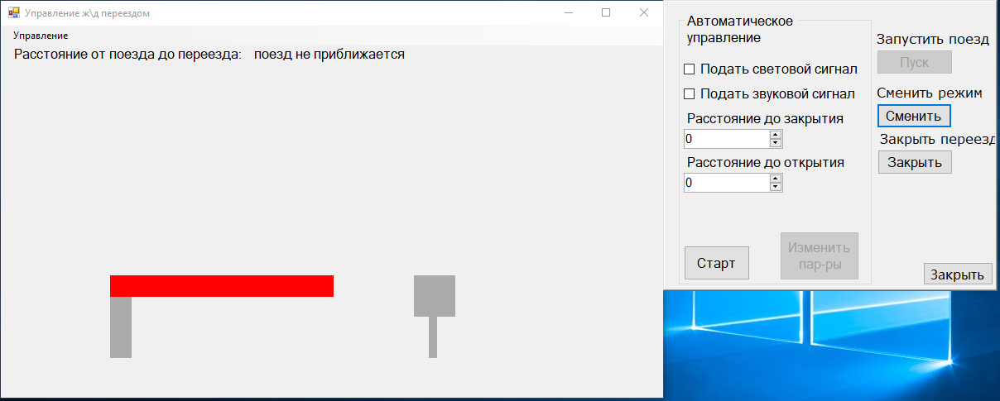 Управление ж\д переездом
Управление
Расстояние от поезда до переезда: поезд не приближается
Автоматическое
управление
Подать световой сигнал
Подать звуковой сигнал
Расстояние до закрытия
0
Расстояние до открытия
0
Старт
Изменить
пар-ры
Запустить поезд
Пуск
Сменить режим
Сменить
Закрыть переезд
Закрыть
Закрыть